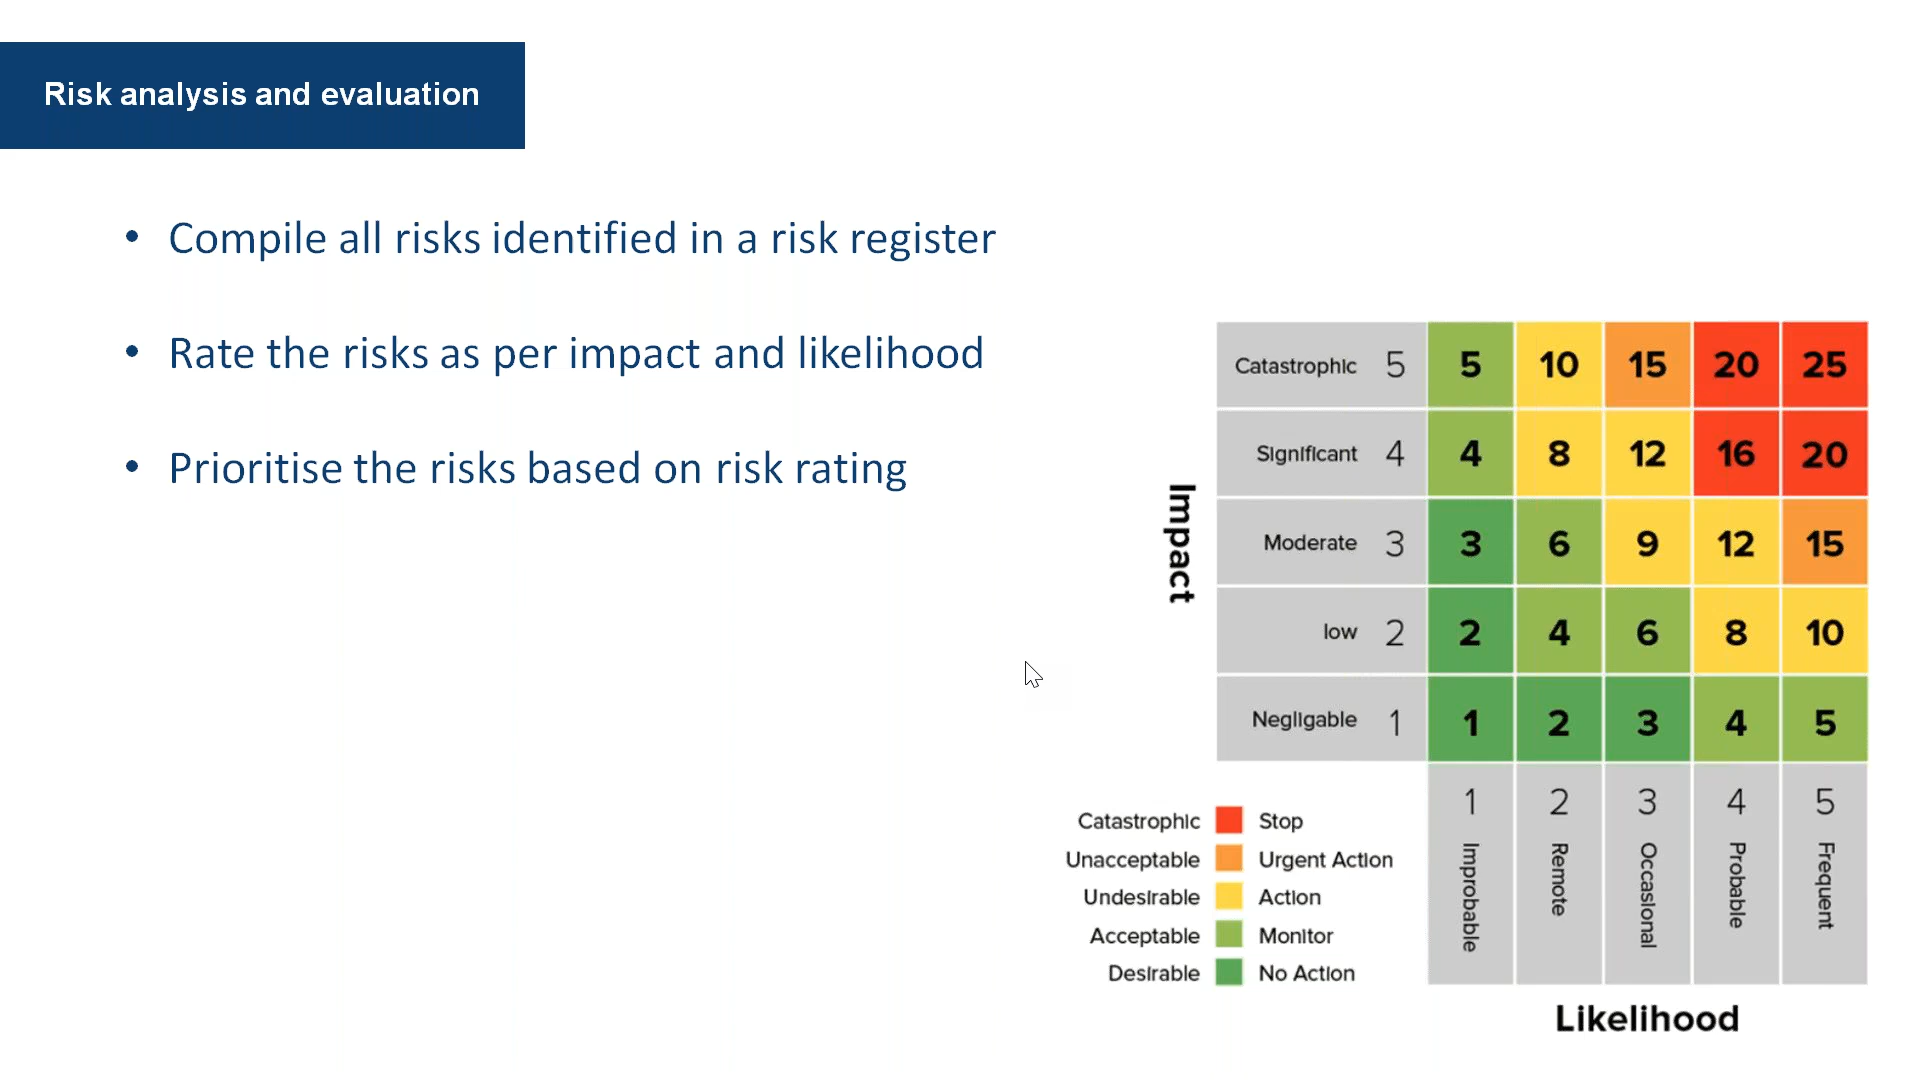 Risk analysis and evaluation
• Compile all risks identified in a risk register
• Rate the risks as per impact and likelihood
• Prioritise the risks based on risk rating
Impact
Catastrophic 5 5 10 15 20 25
Significant 4 4 8 12 16 20
Moderate 3 3 6 9 12 15
low 2 2 4 6 8 10
Negligable 1 1 2 3 4 5
1 2 3 4 5
Improbable Remote Occasional Probable Frequent
Likelihood
Catastrophic Stop
Unacceptable Urgent Action
Undesirable Action
Acceptable Monitor
Desirable No Action